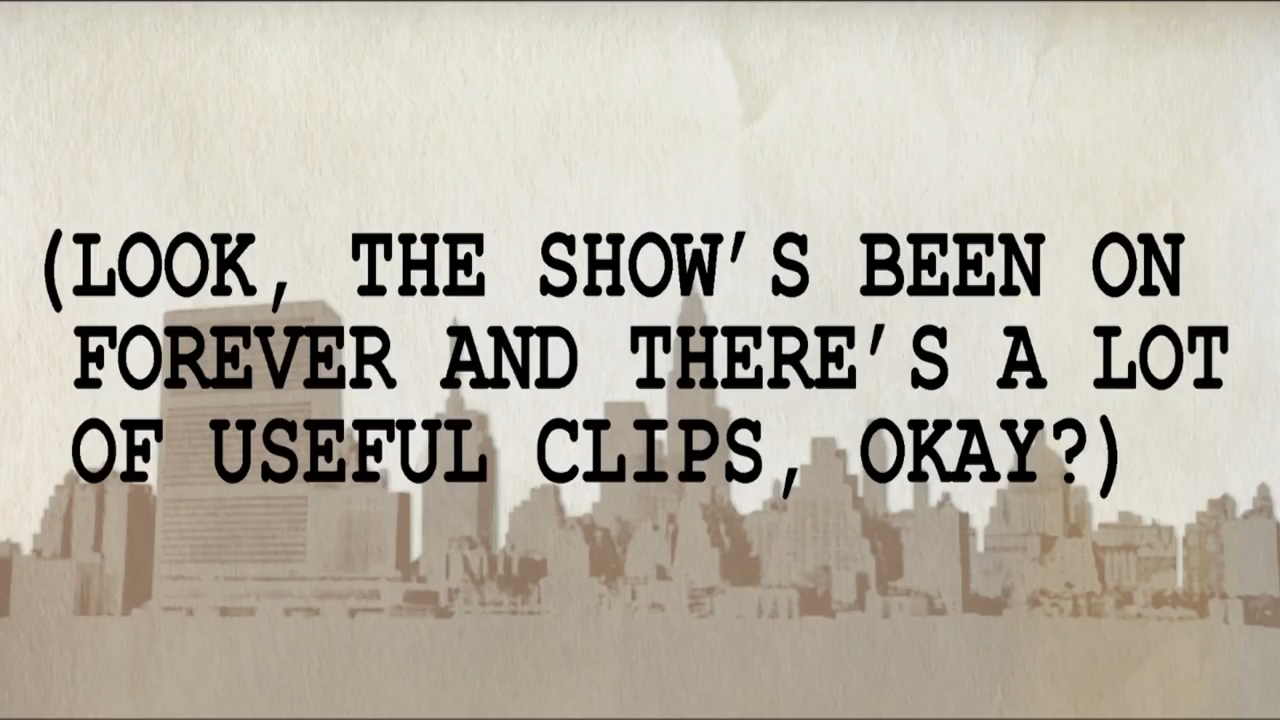 (LOOK, THE SHOW'S BEEN ON
FOREVER AND THERE'S A LOT
OF USEFUL CLIPS, OKAY?)